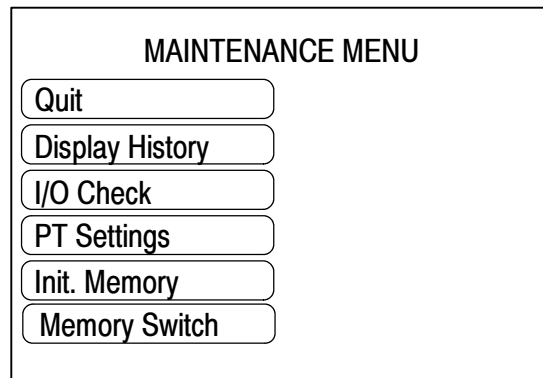 MAINTENANCE MENU
Quit
Display History
I/O Check
PT Settings
Init. Memory
Memory Switch